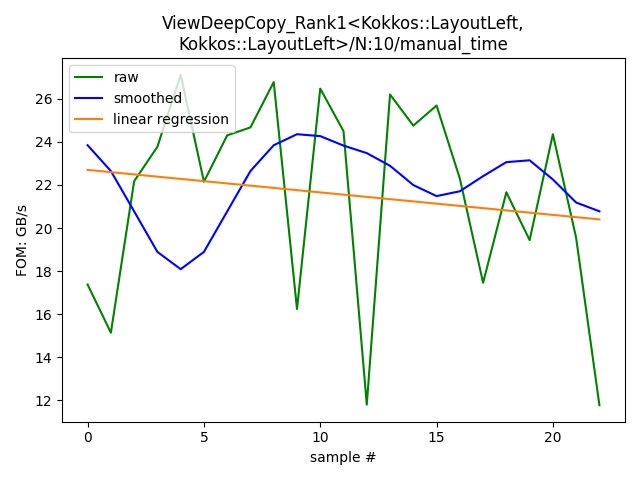 ViewDeepCopy_Rank1<Kokkos::LayoutLeft,
Kokkos::LayoutLeft>/N:10/manual_time
raw
smoothed
linear regression
FOM: GB/s
26
24
22
20
18
16
14
12
0
5
10
15
20
sample #